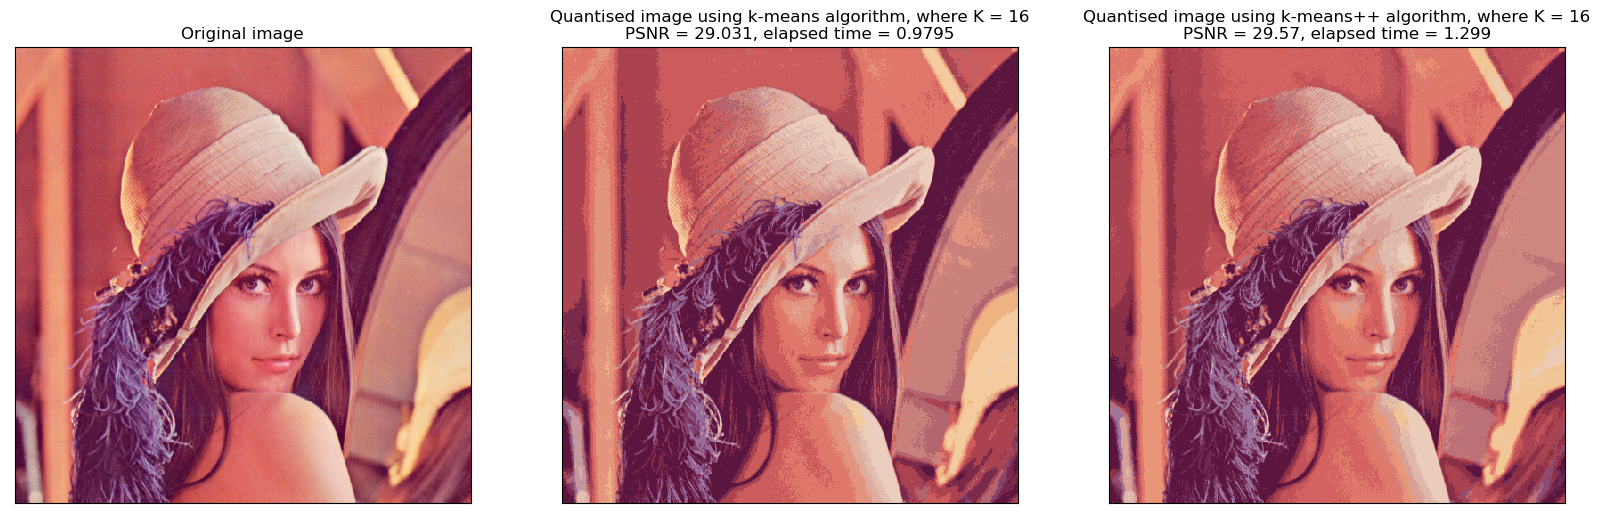 Original image
Quantised image using k-means algorithm, where K = 16
PSNR = 29.031, elapsed time = 0.9795
Quantised image using k-means++ algorithm, where K = 16
PSNR = 29.57, elapsed time = 1.299